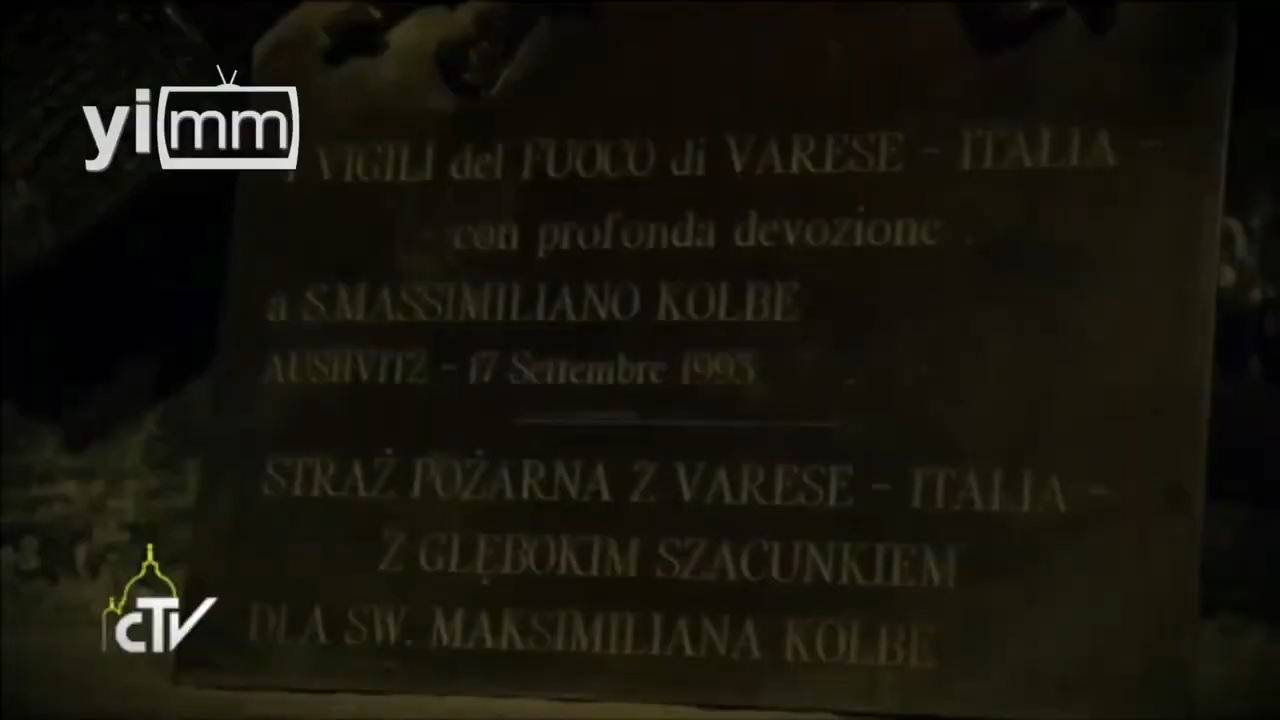 yimm
I VIGILI del FUOCO di VARESE - ITALIA -
con profonda devozione
a S.MASSIMILIANO KOLBE
AUSHVITZ - 17 Settembre 1993
STRAŻ POŻARNA Z VARESE - ITALIA -
Z GŁĘBOKIM SZACUNKIEM
DLA SW. MAKSIMILIANA KOLBE
CTV